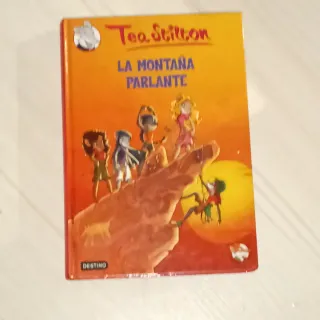 Tea Stilton
LA MONTAÑA
PARLANTE
DESTINO